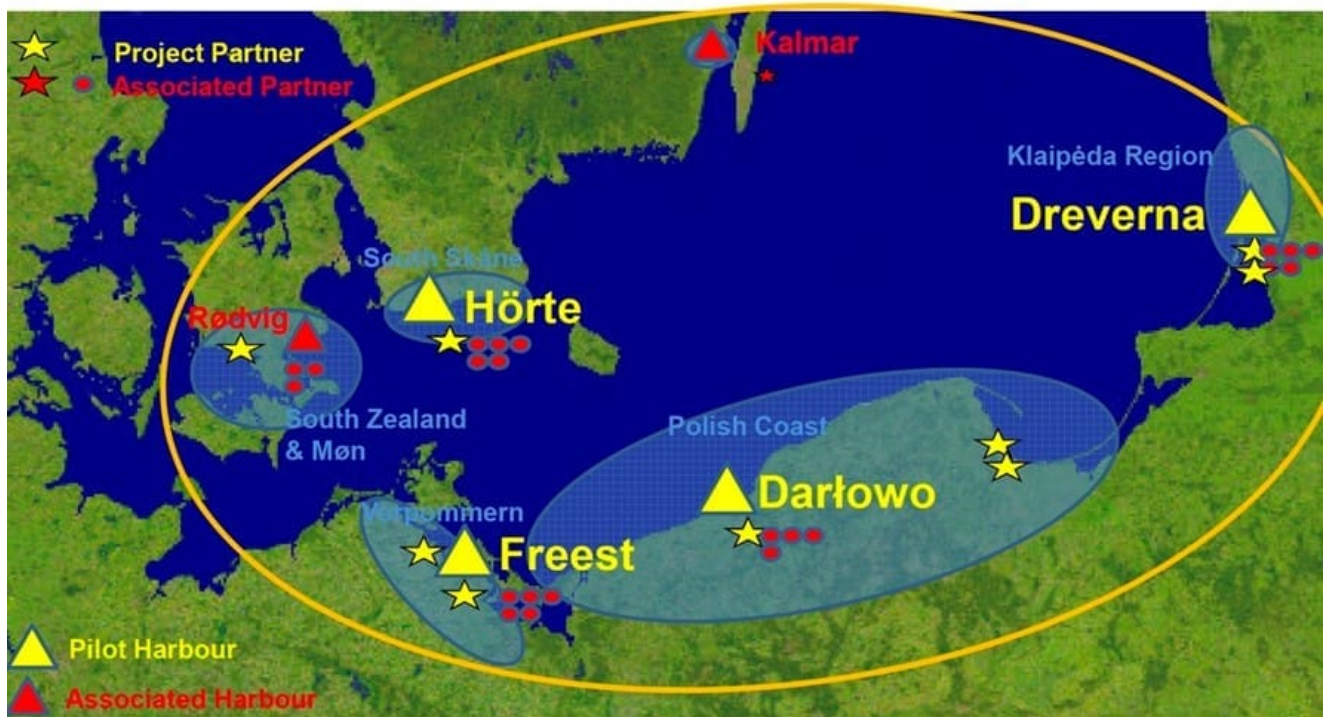 Project Partner
Associated Partner
Kalmar
Klaipėda Region
Dreverna
South Skåne
Hörte
Rødvig
South Zealand
& Møn
Polish Coast
Darłowo
Vorpommern
Freest
Pilot Harbour
Associated Harbour